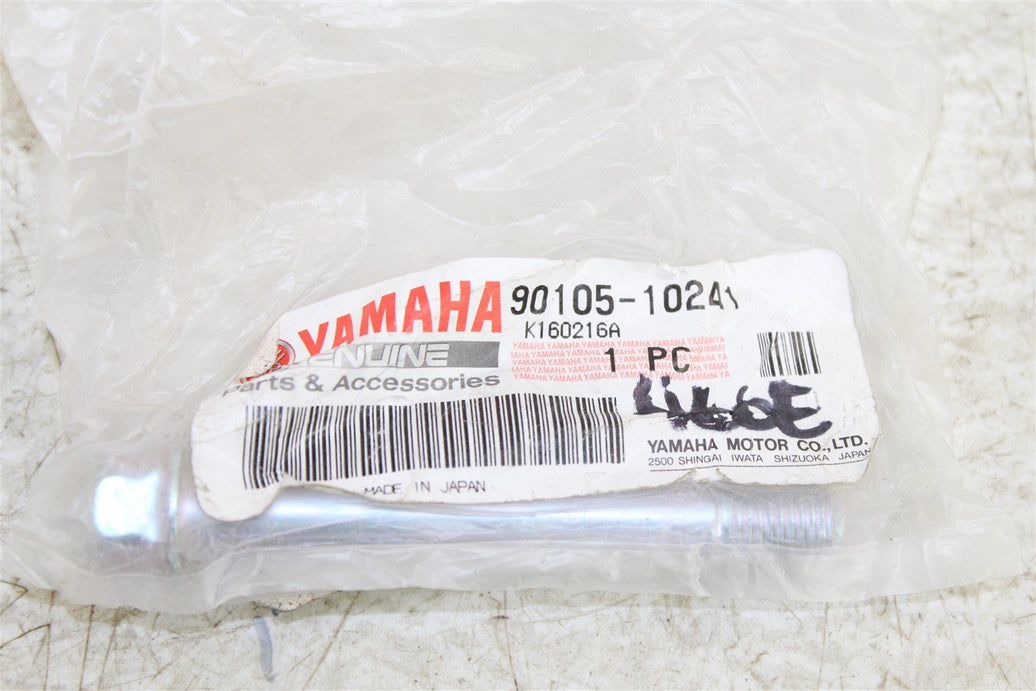 YAMAHA 90105-1024
K160216A
GENUINE
1 PC
Parts & Accessories
YAMAHA MOTOR CO., LTD.
2500 SHINGAI IWATA SHIZUOKA JAPAN
MADE IN JAPAN